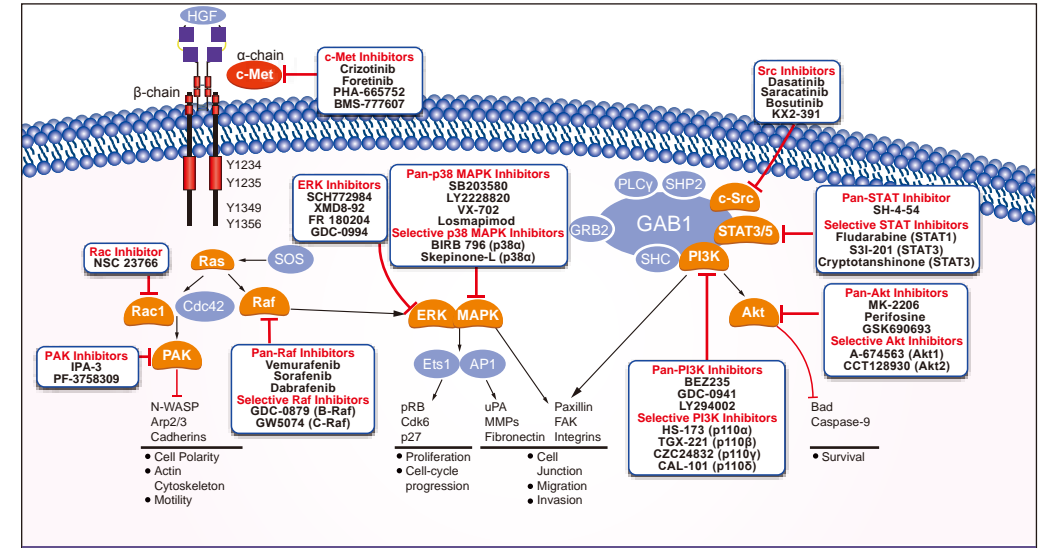 HGF
α-chain
c-Met
β-chain
c-Met Inhibitors
Crizotinib
Foretinib
PHA-665752
BMS-777607
Src Inhibitors
Dasatinib
Saracatinib
Bosutinib
KX2-391
Y1234
Y1235
Y1349
Y1356
ERK Inhibitors
SCH772984
XMD8-92
FR 180204
GDC-0994
Pan-p38 MAPK Inhibitors
SB203580
LY2228820
VX-702
Losmapimod
Selective p38 MAPK Inhibitors
BIRB 796 (p38α)
Skepinone-L (p38α)
PLCγ
SHP2
c-Src
GRB2
GAB1
STAT3/5
SHC
PI3K
Pan-STAT Inhibitor
SH-4-54
Selective STAT Inhibitors
Fludarabine (STAT1)
S3I-201 (STAT3)
Cryptotanshinone (STAT3)
Rac Inhibitor
NSC 23766
Ras
SOS
Rac1
Cdc42
Raf
ERK
MAPK
Akt
Pan-Akt Inhibitors
MK-2206
Perifosine
GSK690693
Selective Akt Inhibitors
A-674563 (Akt1)
CCT128930 (Akt2)
PAK Inhibitors
IPA-3
PF-3758309
PAK
Pan-Raf Inhibitors
Vemurafenib
Sorafenib
Dabrafenib
Selective Raf Inhibitors
GDC-0879 (B-Raf)
GW5074 (C-Raf)
Ets1
AP1
Pan-PI3K Inhibitors
BEZ235
GDC-0941
LY294002
Selective PI3K Inhibitors
HS-173 (p110α)
TGX-221 (p110β)
CZC24832 (p110γ)
CAL-101 (p110δ)
N-WASP
Arp2/3
Cadherins
• Cell Polarity
• Actin
Cytoskeleton
• Motility
pRB
Cdk6
p27
• Proliferation
• Cell-cycle
progression
uPA
MMPs
Fibronectin
Paxillin
FAK
Integrins
• Cell
Junction
• Migration
• Invasion
Bad
Caspase-9
• Survival